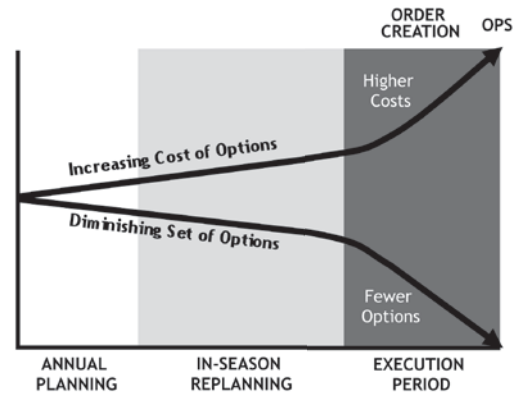 ORDER
CREATION
OPS
Higher
Costs
Increasing Cost of Options
Diminishing Set of Options
Fewer
Options
ANNUAL
PLANNING
IN-SEASON
REPLANNING
EXECUTION
PERIOD